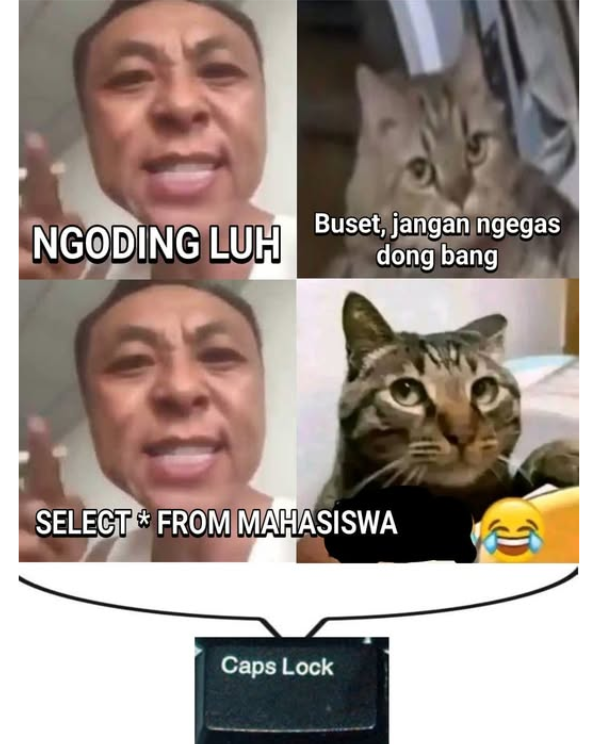 NGODING LUH
Buset, jangan ngegas
dong bang
SELECT * FROM MAHASISWA
Caps Lock